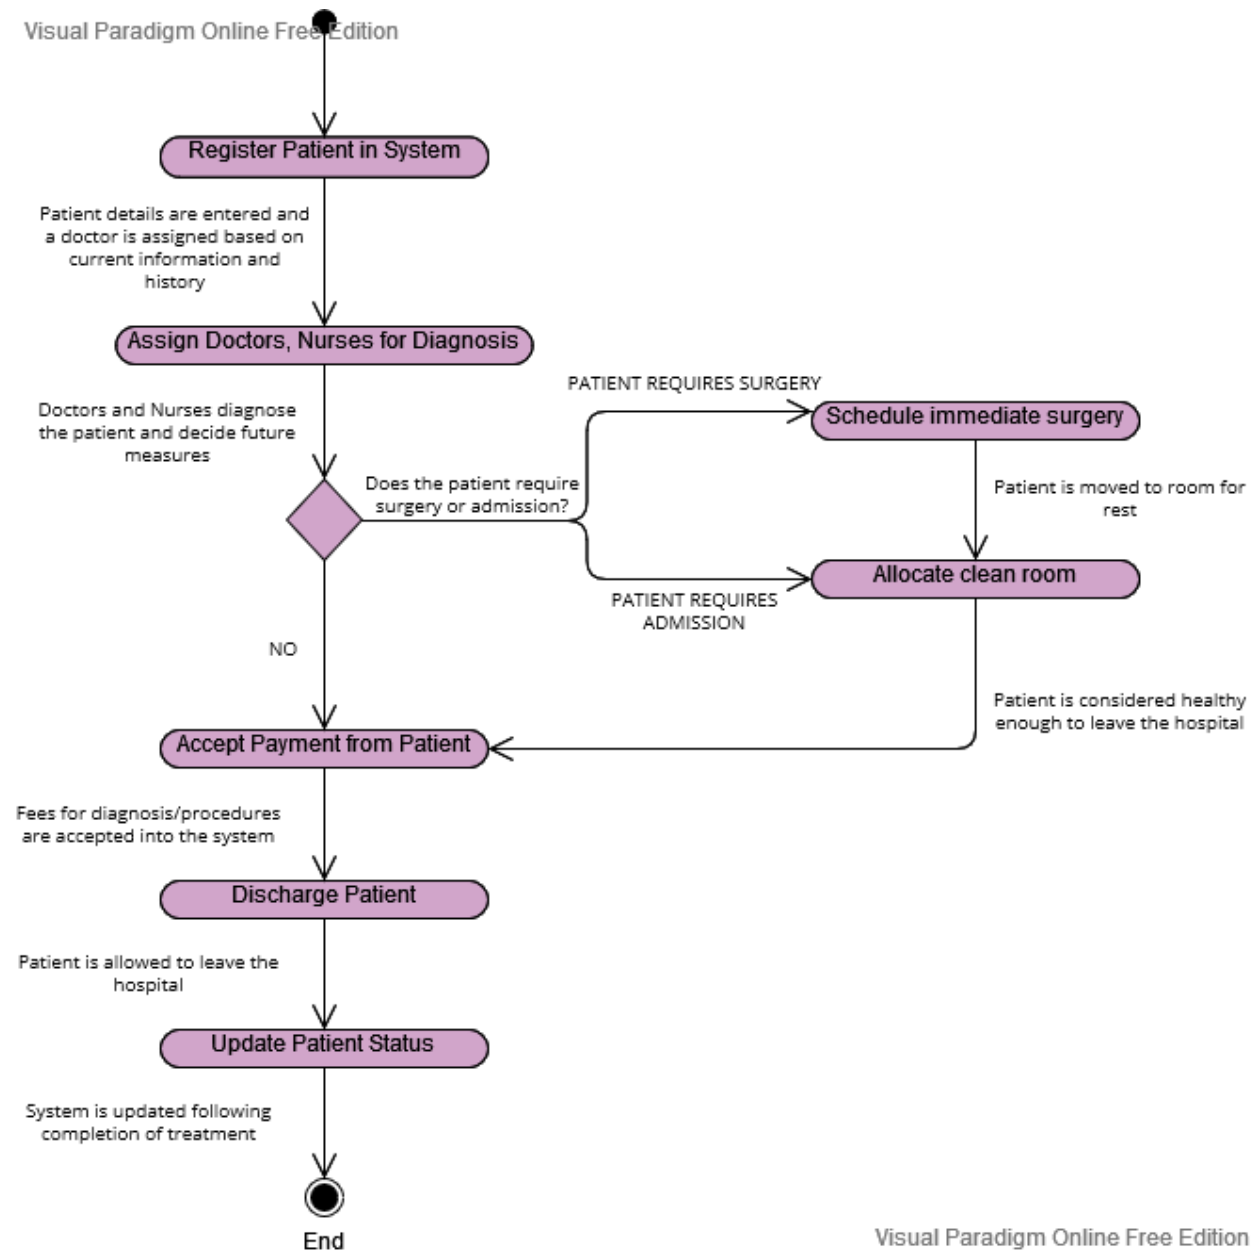 Visual Paradigm Online Free Edition
Register Patient in System
Patient details are entered and
a doctor is assigned based on
current information and
history
Assign Doctors, Nurses for Diagnosis
Doctors and Nurses diagnose
the patient and decide future
measures
Does the patient require
surgery or admission?
PATIENT REQUIRES SURGERY
Schedule immediate surgery
Patient is moved to room for
rest
Allocate clean room
PATIENT REQUIRES
ADMISSION
NO
Patient is considered healthy
enough to leave the hospital
Accept Payment from Patient
Fees for diagnosis/procedures
are accepted into the system
Discharge Patient
Patient is allowed to leave the
hospital
Update Patient Status
System is updated following
completion of treatment
End
Visual Paradigm Online Free Edition